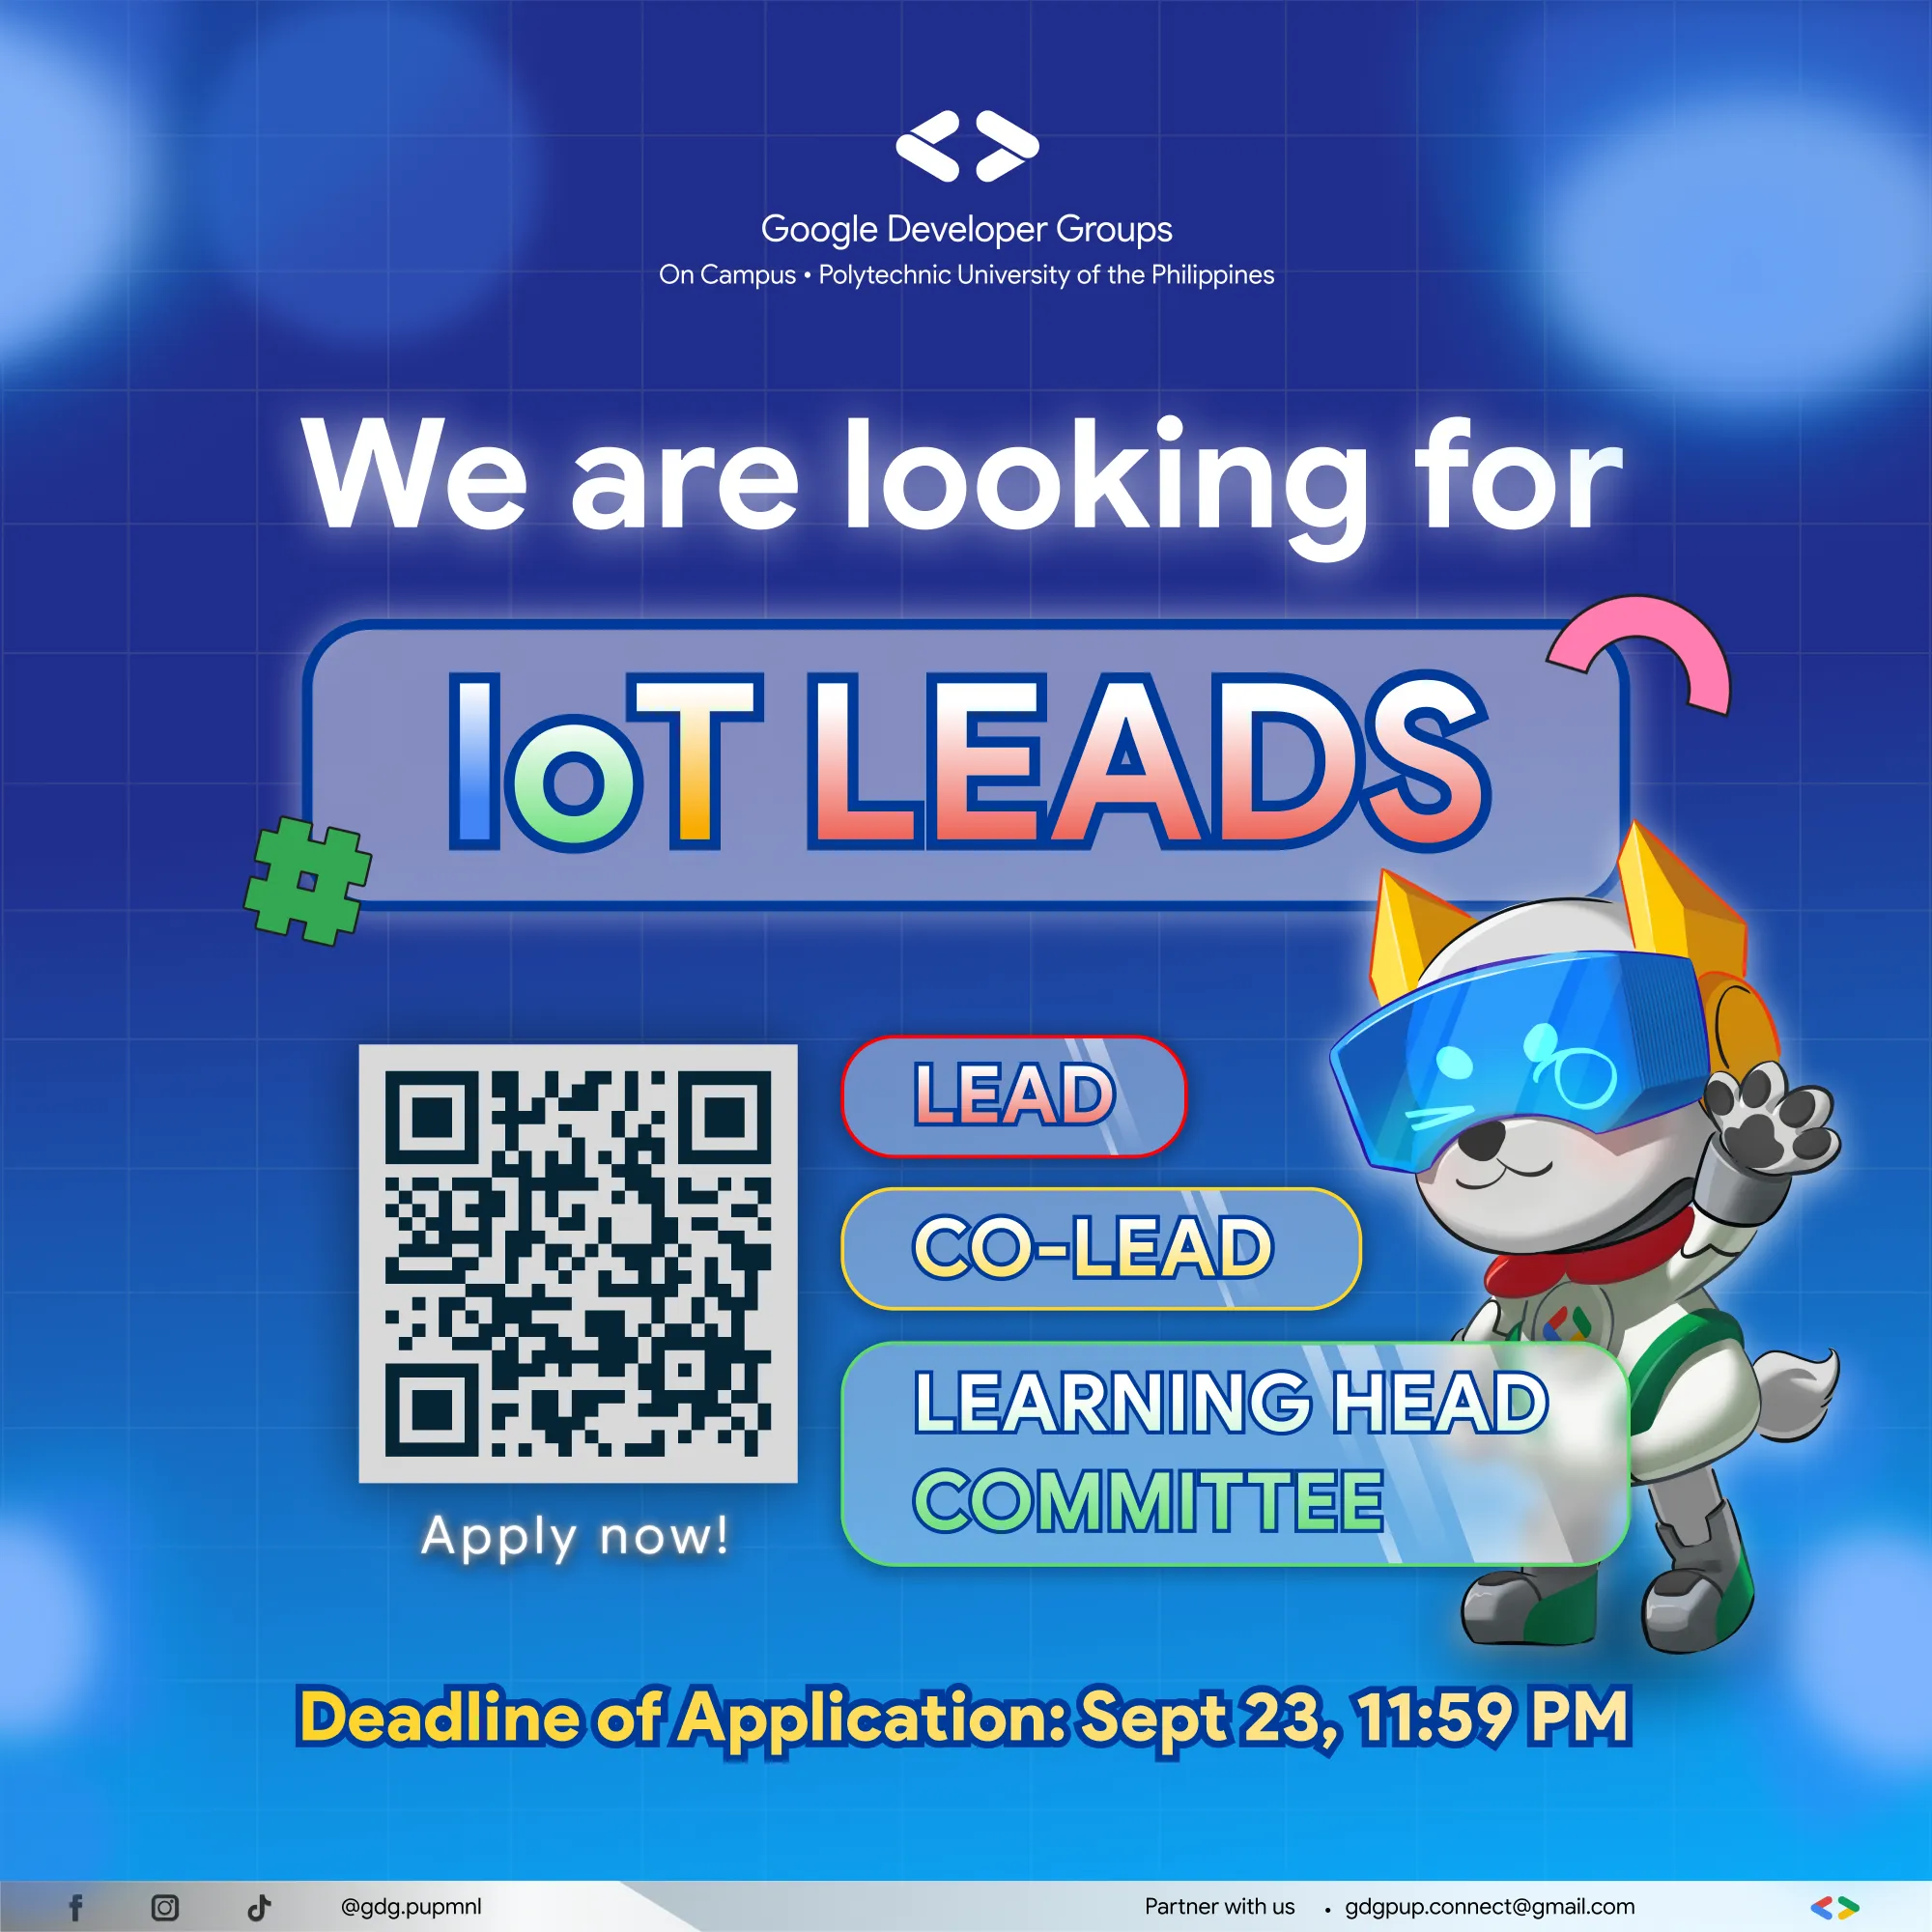 Google Developer Groups
On Campus • Polytechnic University of the Philippines
We are looking for
IoT LEADS
LEAD
CO-LEAD
LEARNING HEAD
COMMITTEE
Apply now!
Deadline of Application: Sept 23, 11:59 PM
@gdg.pupmnl
Partner with us • gdgpup.connect@gmail.com